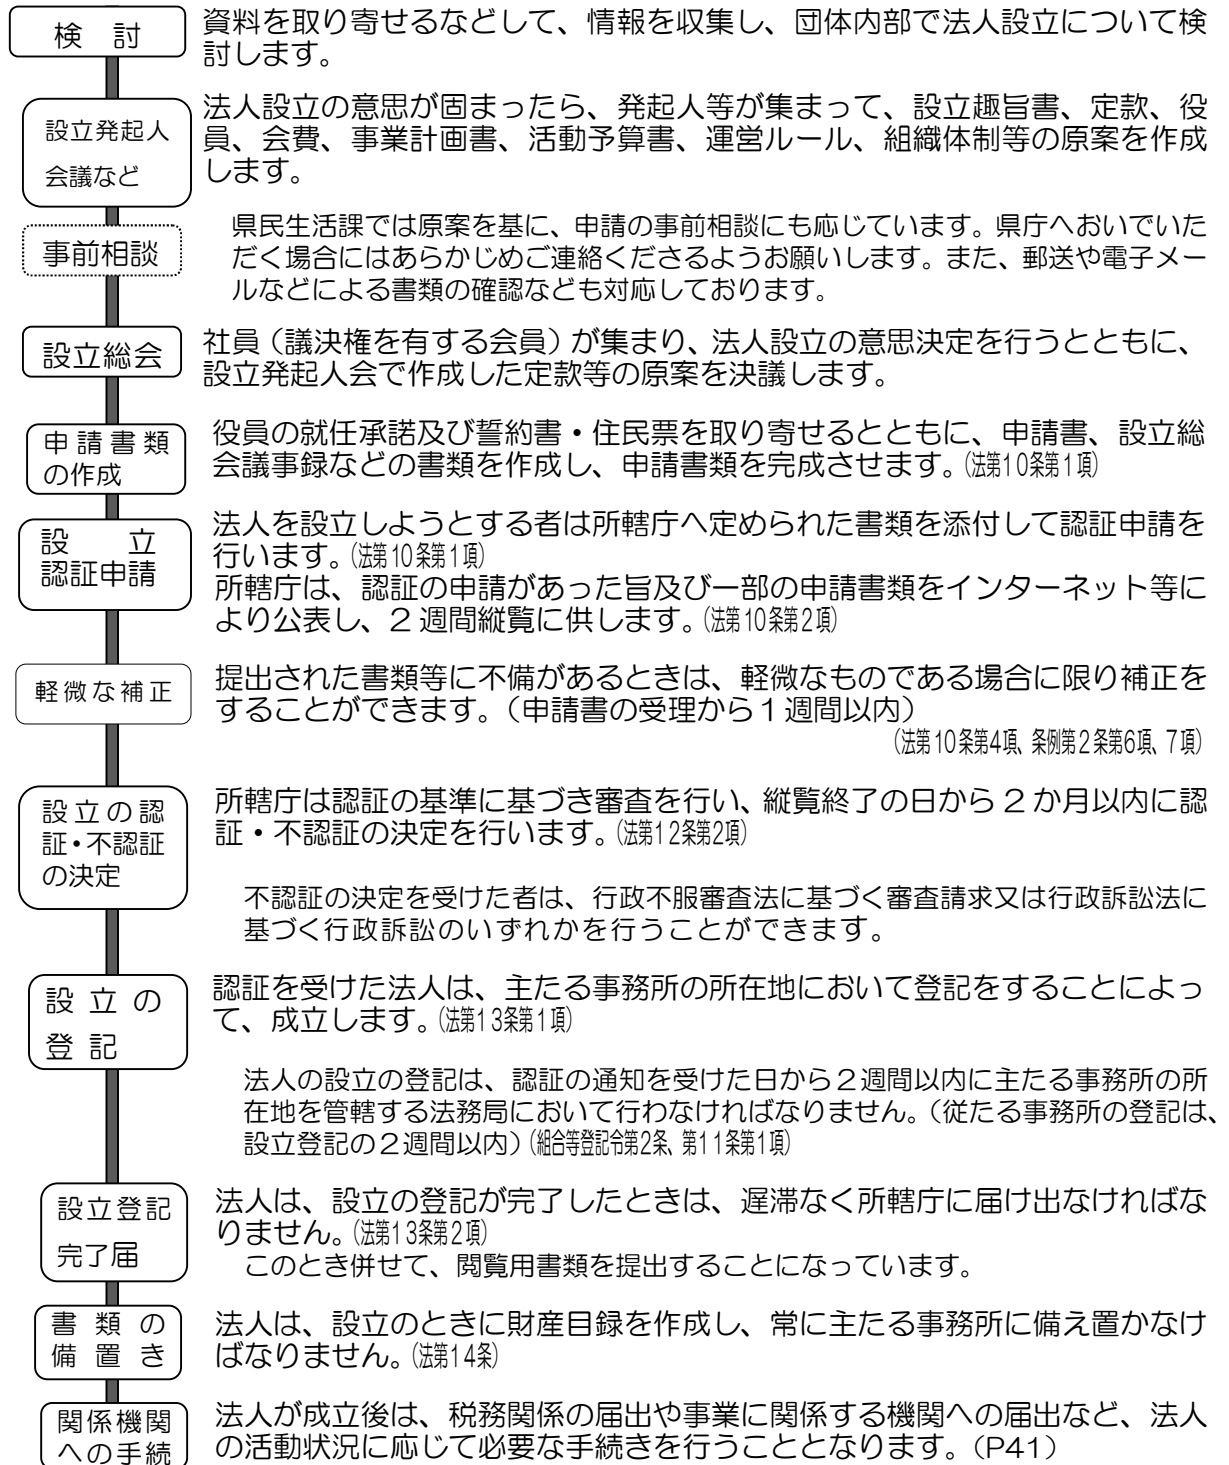 検　討
資料を取り寄せるなどして、情報を収集し、団体内部で法人設立について検
討します。
設立発起人
会議など
法人設立の意思が固まったら、発起人等が集まって、設立趣旨書、定款、役
員、会費、事業計画書、活動予算書、運営ルール、組織体制等の原案を作成
します。
事前相談
県民生活課では原案を基に、申請の事前相談にも応じています。県庁へおいでいた
だく場合にはあらかじめご連絡くださるようお願いします。また、郵送や電子メー
ルなどによる書類の確認なども対応しております。
設立総会
社員（議決権を有する会員）が集まり、法人設立の意思決定を行うとともに、
設立発起人会で作成した定款等の原案を決議します。
申請書類
の作成
役員の就任承諾及び誓約書・住民票を取り寄せるとともに、申請書、設立総
会議事録などの書類を作成し、申請書類を完成させます。（法第10条第1項）
設　　立
認証申請
法人を設立しようとする者は所轄庁へ定められた書類を添付して認証申請を
行います。（法第10条第1項）
所轄庁は、認証の申請があった旨及び一部の申請書類をインターネット等に
より公表し、2週間縦覧に供します。（法第10条第2項）
軽微な補正
提出された書類等に不備があるときは、軽微なものである場合に限り補正を
することができます。（申請書の受理から1週間以内）
（法第10条第4項、条例第2条第6項、7項）
設立の認
証・不認証
の決定
所轄庁は認証の基準に基づき審査を行い、縦覧終了の日から2か月以内に認
証・不認証の決定を行います。（法第12条第2項）
不認証の決定を受けた者は、行政不服審査法に基づく審査請求又は行政訴訟法に
基づく行政訴訟のいずれかを行うことができます。
設立の
登記
認証を受けた法人は、主たる事務所の所在地において登記をすることによっ
て、成立します。（法第13条第1項）
法人の設立の登記は、認証の通知を受けた日から2週間以内に主たる事務所の所
在地を管轄する法務局において行わなければなりません。（従たる事務所の登記は、
設立登記の2週間以内）（組合等登記令第2条、第11条第1項）
設立登記
完了届
法人は、設立の登記が完了したときは、遅滞なく所轄庁に届け出なければな
りません。（法第13条第2項）
このとき併せて、閲覧用書類を提出することになっています。
書類の
備置き
法人は、設立のときに財産目録を作成し、常に主たる事務所に備え置かなけ
ばなりません。（法第14条）
関係機関
への手続
法人が成立後は、税務関係の届出や事業に関係する機関への届出など、法人
の活動状況に応じて必要な手続きを行うこととなります。（P41）